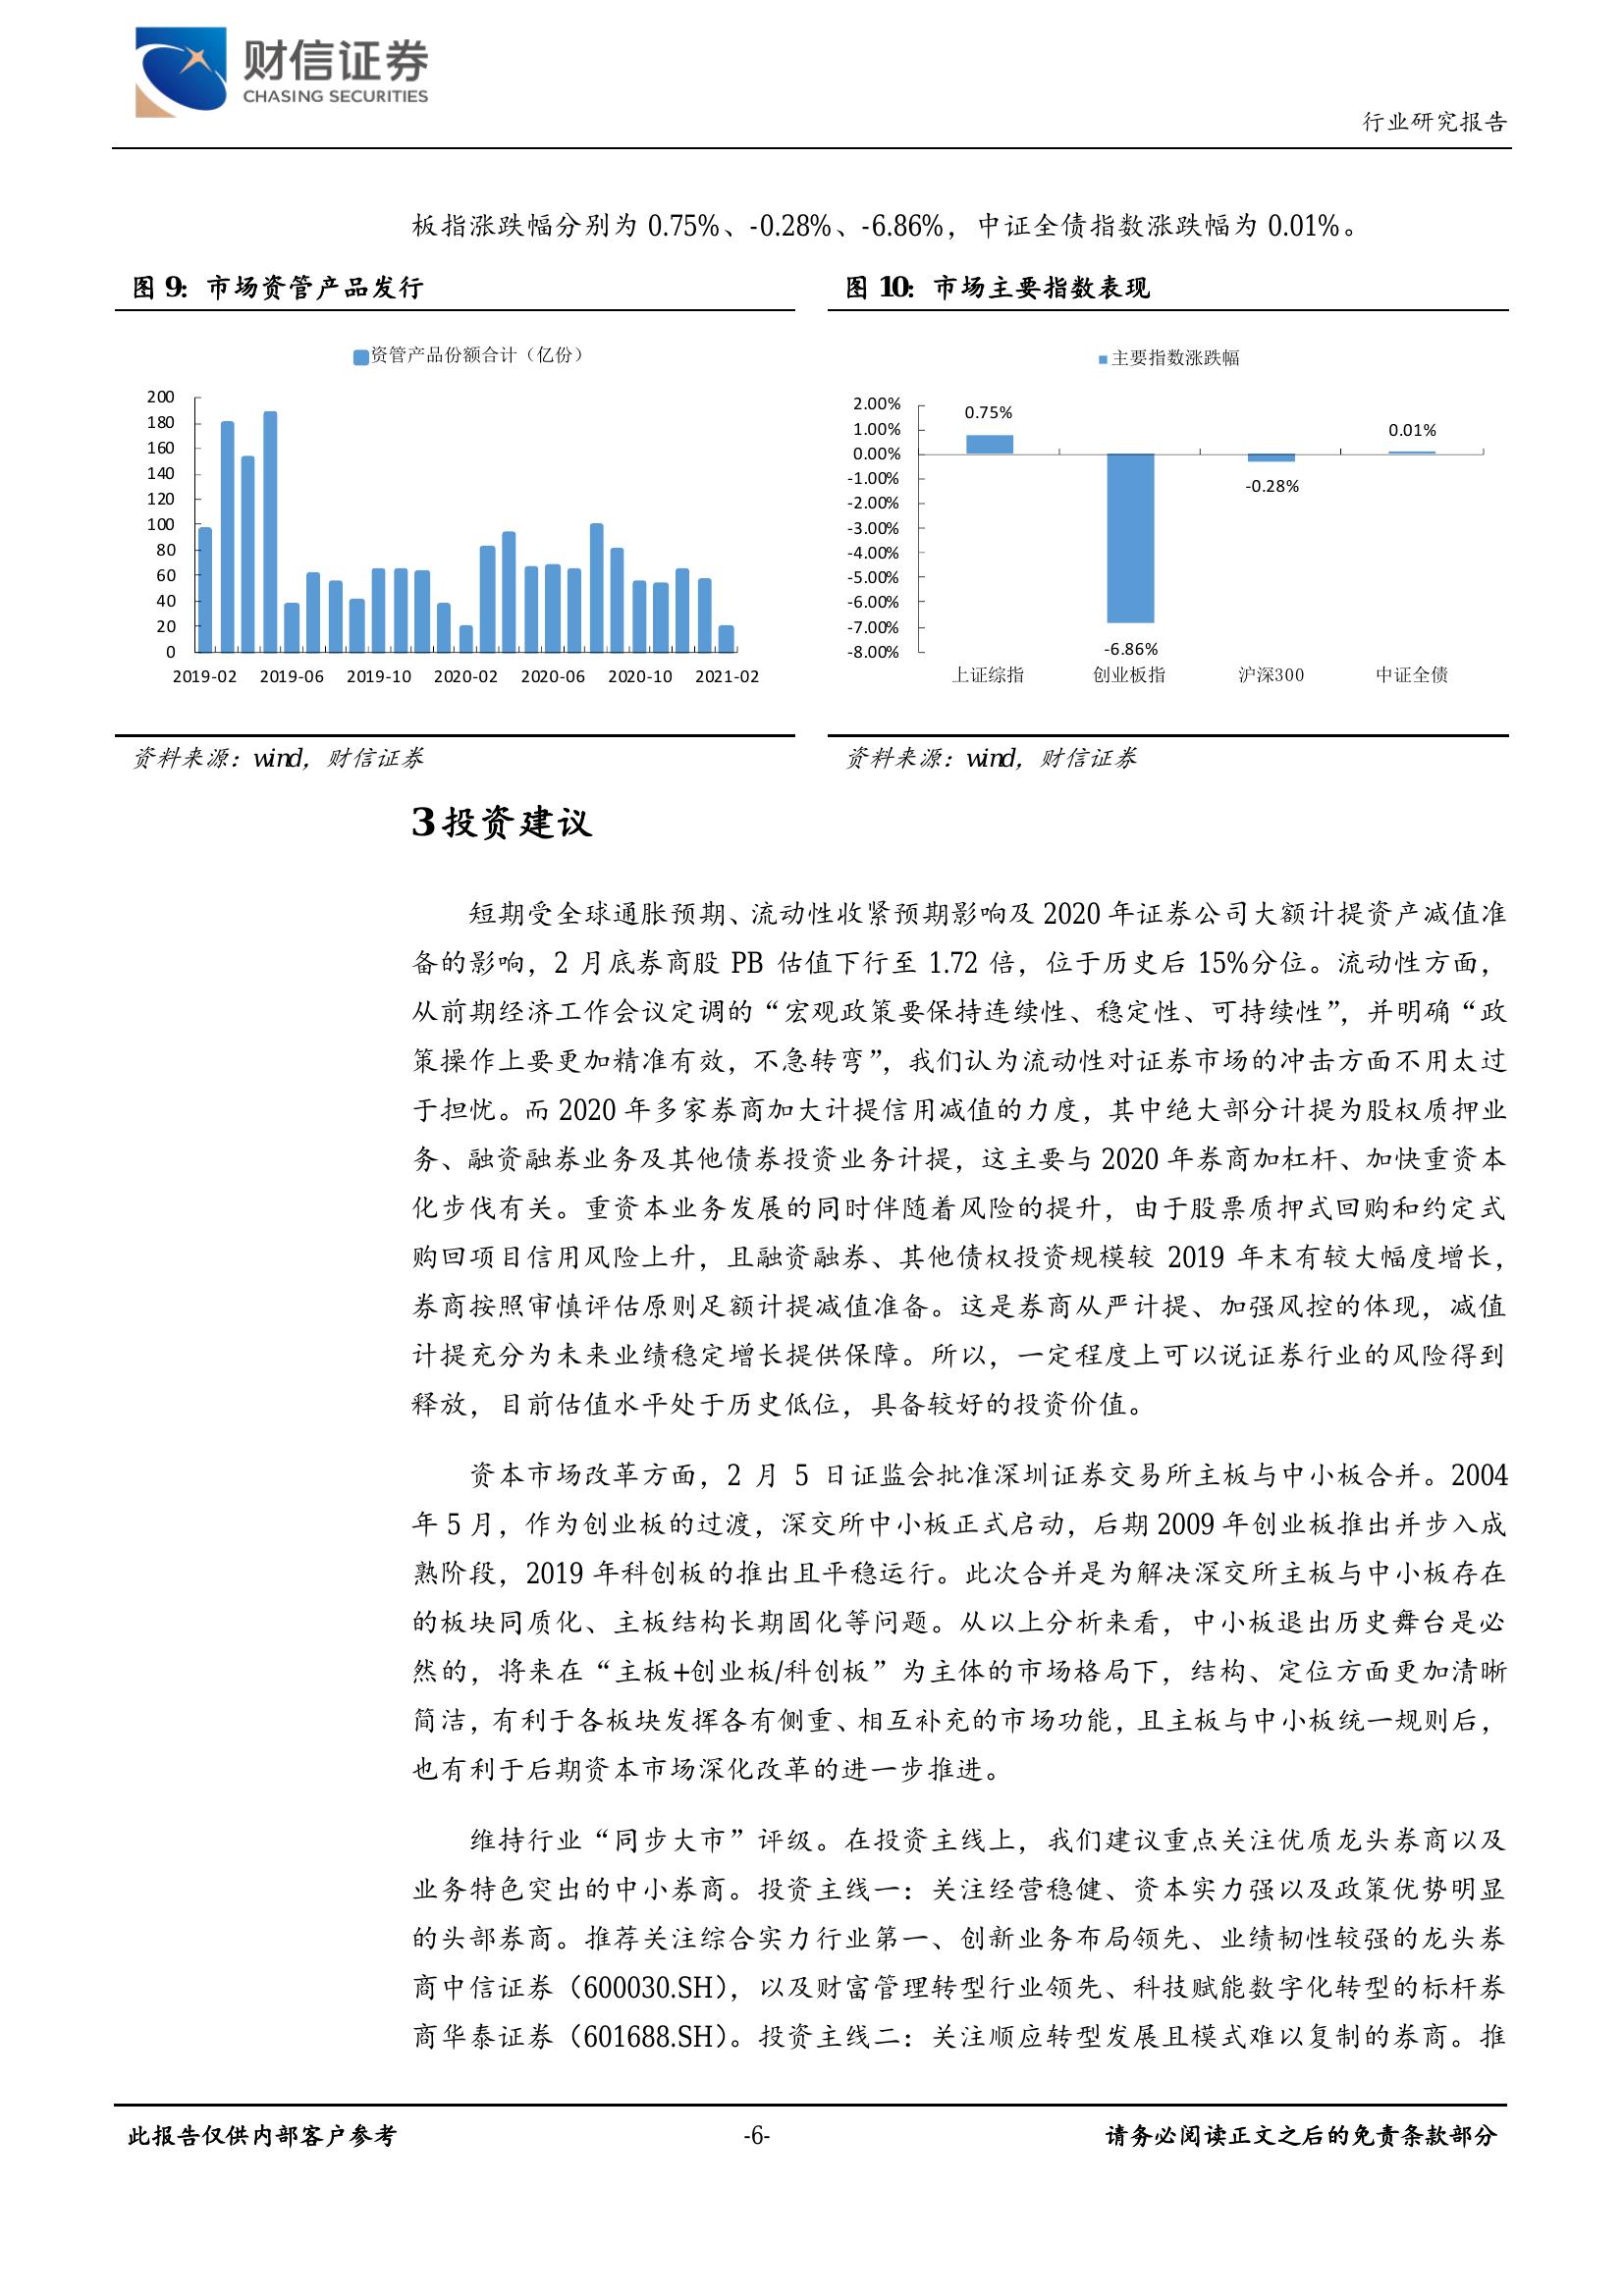 财信证券
CHASING SECURITIES
行业研究报告
板指涨跌幅分别为 0.75%、-0.28%、-6.86%，中证全债指数涨跌幅为 0.01%。
图 9：市场资管产品发行
资管产品份额合计（亿份）
200
180
160
140
120
100
80
60
40
20
0
2019-02 2019-06 2019-10 2020-02 2020-06 2020-10 2021-02
资料来源：wind，财信证券
图 10：市场主要指数表现
主要指数涨跌幅
2.00%
1.00%
0.00%
-1.00%
-2.00%
-3.00%
-4.00%
-5.00%
-6.00%
-7.00%
-8.00%
0.75%
-6.86%
-0.28%
0.01%
上证综指 创业板指 沪深300 中证全债
资料来源：wind，财信证券
3 投资建议
短期受全球通胀预期、流动性收紧预期影响及 2020 年证券公司大额计提资产减值准
备的影响，2 月底券商股 PB 估值下行至 1.72 倍，位于历史后 15%分位。流动性方面，
从前期经济工作会议定调的“宏观政策要保持连续性、稳定性、可持续性”，并明确“政
策操作上要更加精准有效，不急转弯”，我们认为流动性对证券市场的冲击方面不用太过
于担忧。而 2020 年多家券商加大计提信用减值的力度，其中绝大部分计提为股权质押业
务、融资融券业务及其他债券投资业务计提，这主要与 2020 年券商加杠杆、加快重资本
化步伐有关。重资本业务发展的同时伴随着风险的提升，由于股票质押式回购和约定式
购回项目信用风险上升，且融资融券、其他债权投资规模较 2019 年末有较大幅度增长，
券商按照审慎评估原则足额计提减值准备。这是券商从严计提、加强风控的体现，减值
计提充分为未来业绩稳定增长提供保障。所以，一定程度上可以说证券行业的风险得到
释放，目前估值水平处于历史低位，具备较好的投资价值。
资本市场改革方面，2 月 5 日证监会批准深圳证券交易所主板与中小板合并。2004
年 5 月，作为创业板的过渡，深交所中小板正式启动，后期 2009 年创业板推出并步入成
熟阶段，2019 年科创板的推出且平稳运行。此次合并是为解决深交所主板与中小板存在
的板块同质化、主板结构长期固化等问题。从以上分析来看，中小板退出历史舞台是必
然的，将来在“主板+创业板/科创板”为主体的市场格局下，结构、定位方面更加清晰
简洁，有利于各板块发挥各有侧重、相互补充的市场功能，且主板与中小板统一规则后，
也有利于后期资本市场深化改革的进一步推进。
维持行业“同步大市”评级。在投资主线上，我们建议重点关注优质龙头券商以及
业务特色突出的中小券商。投资主线一：关注经营稳健、资本实力强以及政策优势明显
的头部券商。推荐关注综合实力行业第一、创新业务布局领先、业绩韧性较强的龙头券
商中信证券（600030.SH），以及财富管理转型行业领先、科技赋能数字化转型的标杆券
商华泰证券（601688.SH）。投资主线二：关注顺应转型发展且模式难以复制的券商。推
此报告仅供内部客户参考
-6-
请务必阅读正文之后的免责条款部分